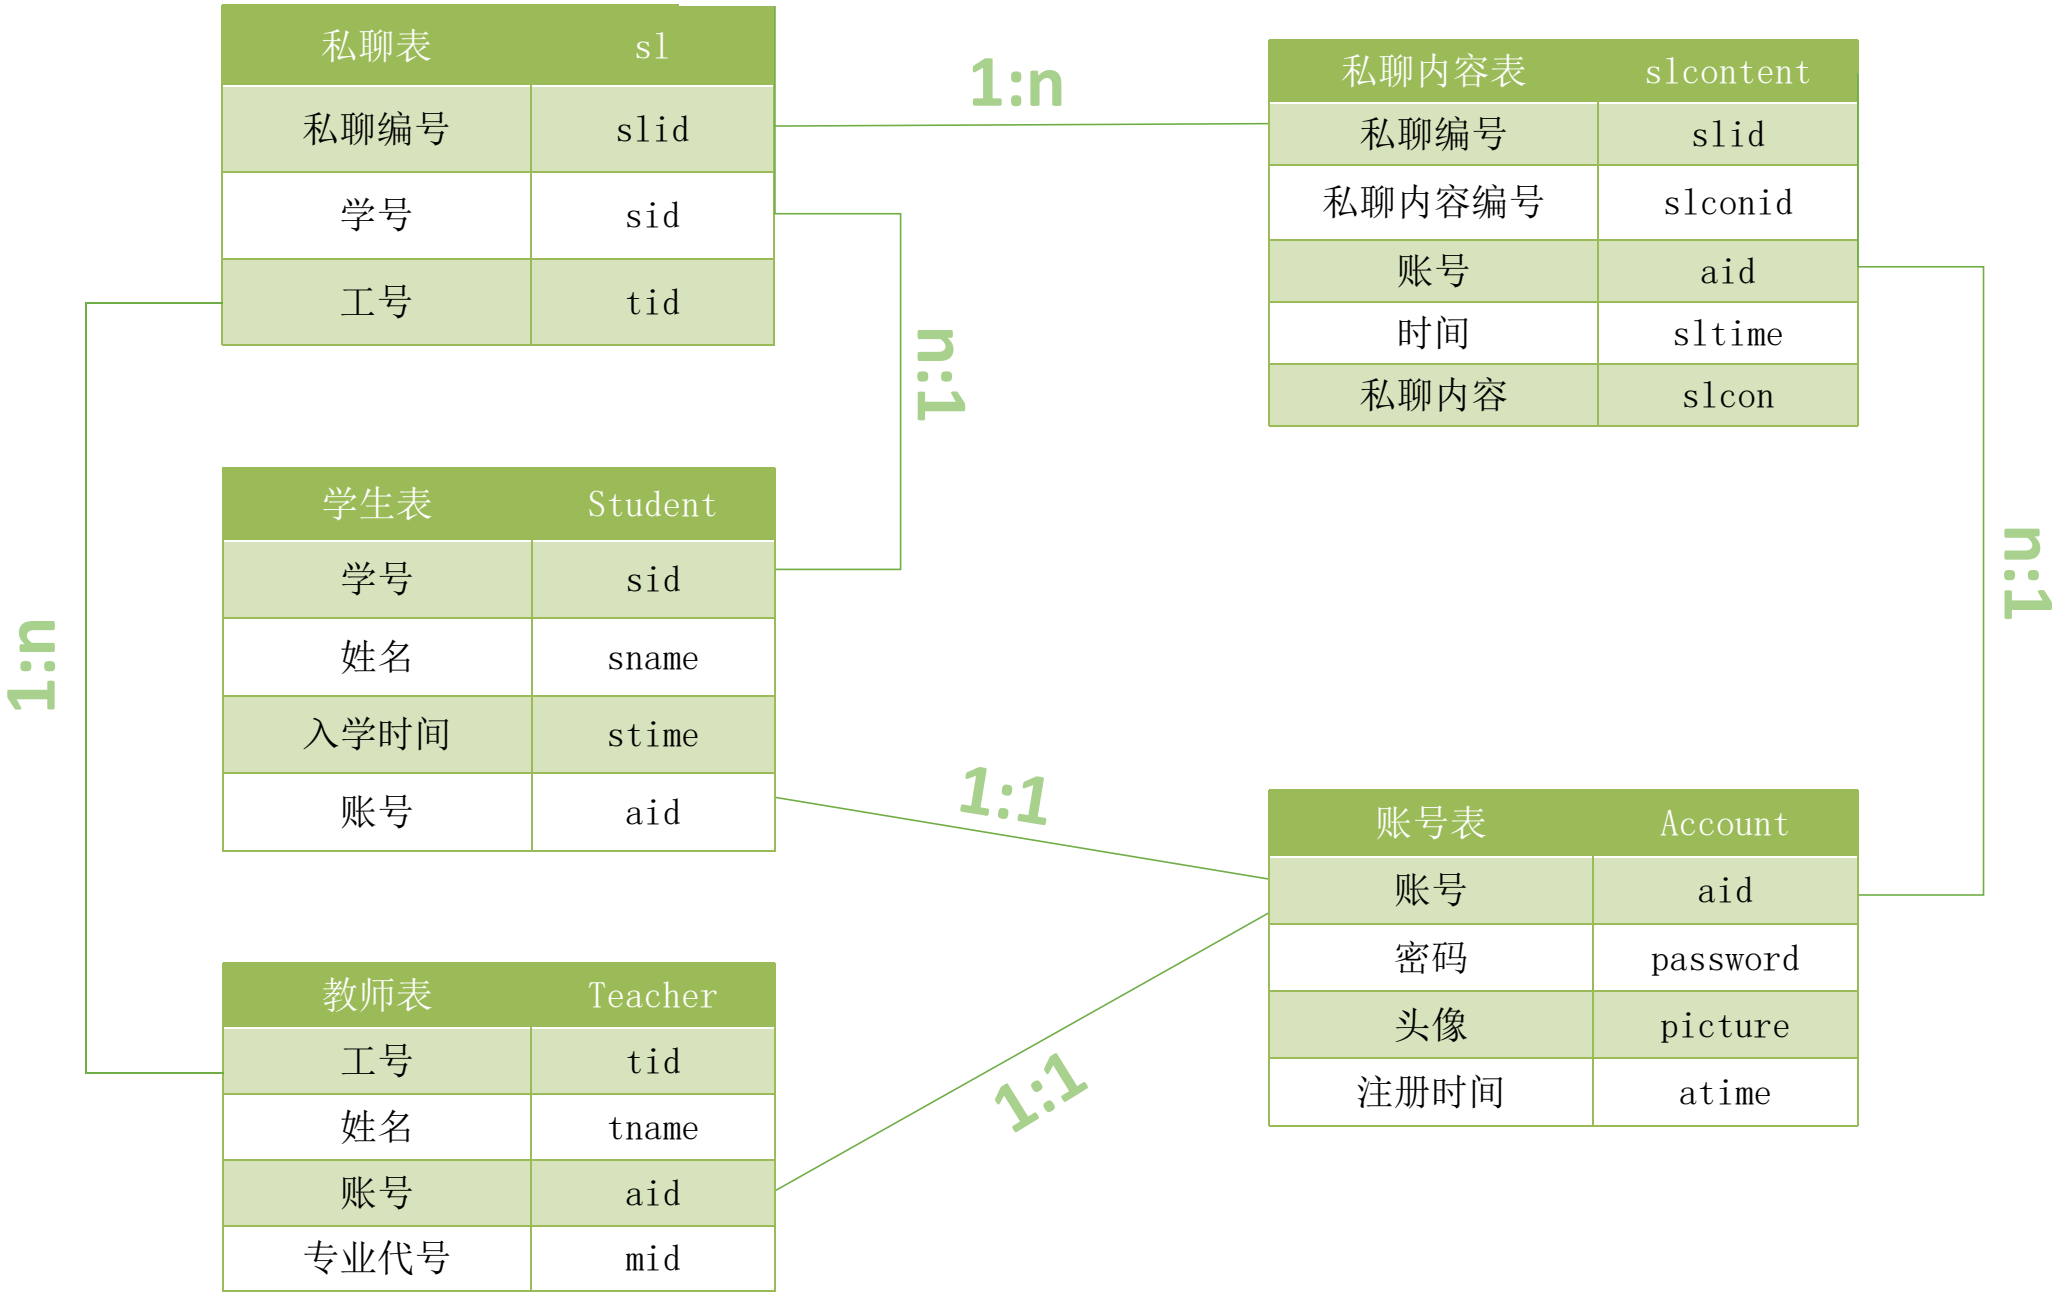 私聊表 sl
私聊编号 slid
学号 sid
工号 tid
1:n
私聊内容表 slcontent
私聊编号 slid
私聊内容编号 slconid
账号 aid
时间 sltime
私聊内容 slcon
n:1
n:1
1:n
学生表 Student
学号 sid
姓名 sname
入学时间 stime
账号 aid
1:1
账号表 Account
账号 aid
密码 password
头像 picture
注册时间 atime
1:1
教师表 Teacher
工号 tid
姓名 tname
账号 aid
专业代号 mid